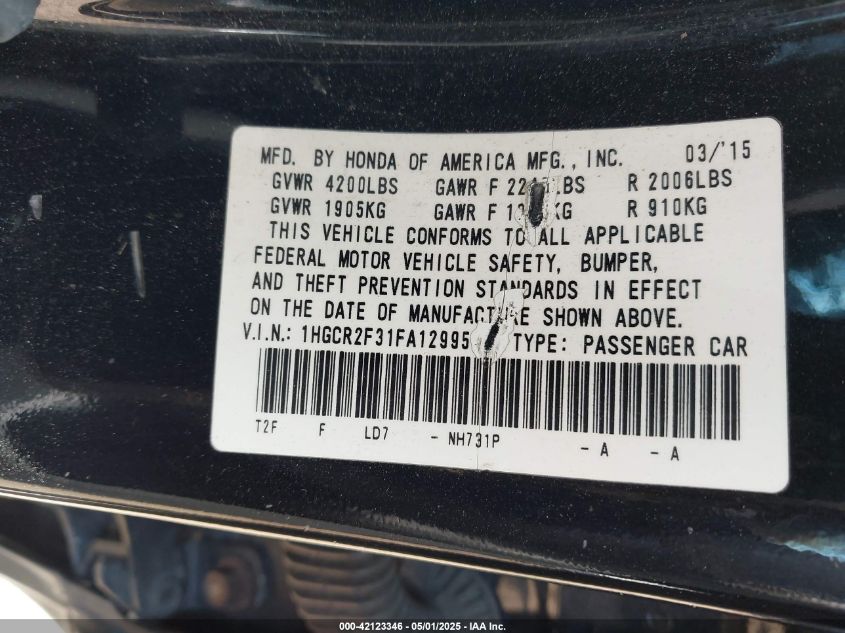 MFD. BY HONDA OF AMERICA MFG., INC. 03/'15
GVWR 4200LBS GAWR F R 2006LBS
GVWR 1905KG GAWR F R 910KG
THIS VEHICLE CONFORMS TO ALL APPLICABLE
FEDERAL MOTOR VEHICLE SAFETY, BUMPER,
AND THEFT PREVENTION STANDARDS IN EFFECT
ON THE DATE OF MANUFACTURE SHOWN ABOVE.
V.I.N.: TYPE: PASSENGER CAR
T2F F LD7 - NH731P - A - A
000-42123346 - 05/01/2025 - IAA Inc.